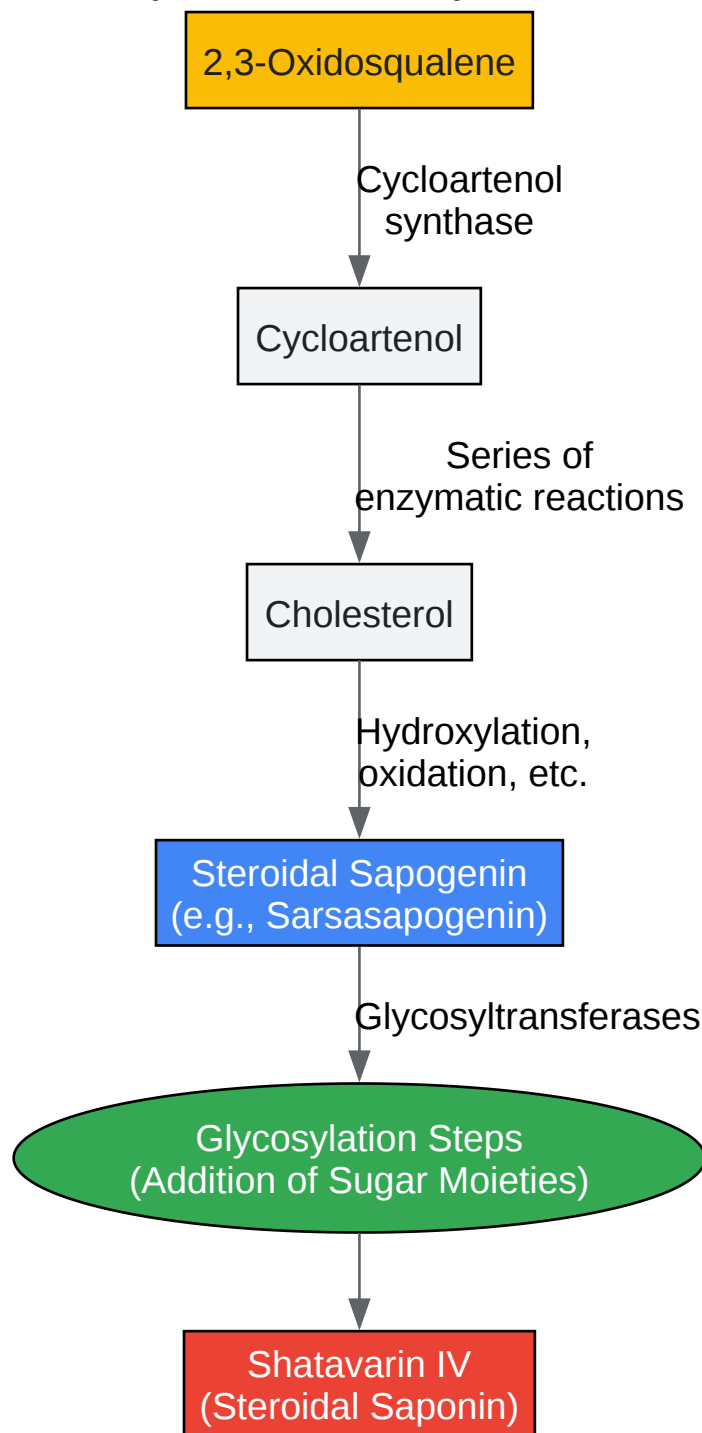 2,3-Oxidosqualene
Cycloartenol
synthase
Cycloartenol
Series of
enzymatic reactions
Cholesterol
Hydroxylation,
oxidation, etc.
Steroidal Sapogenin
(e.g., Sarsasapogenin)
Glycosyltransferases
Glycosylation Steps
(Addition of Sugar Moieties)
Shatavarin IV
(Steroidal Saponin)